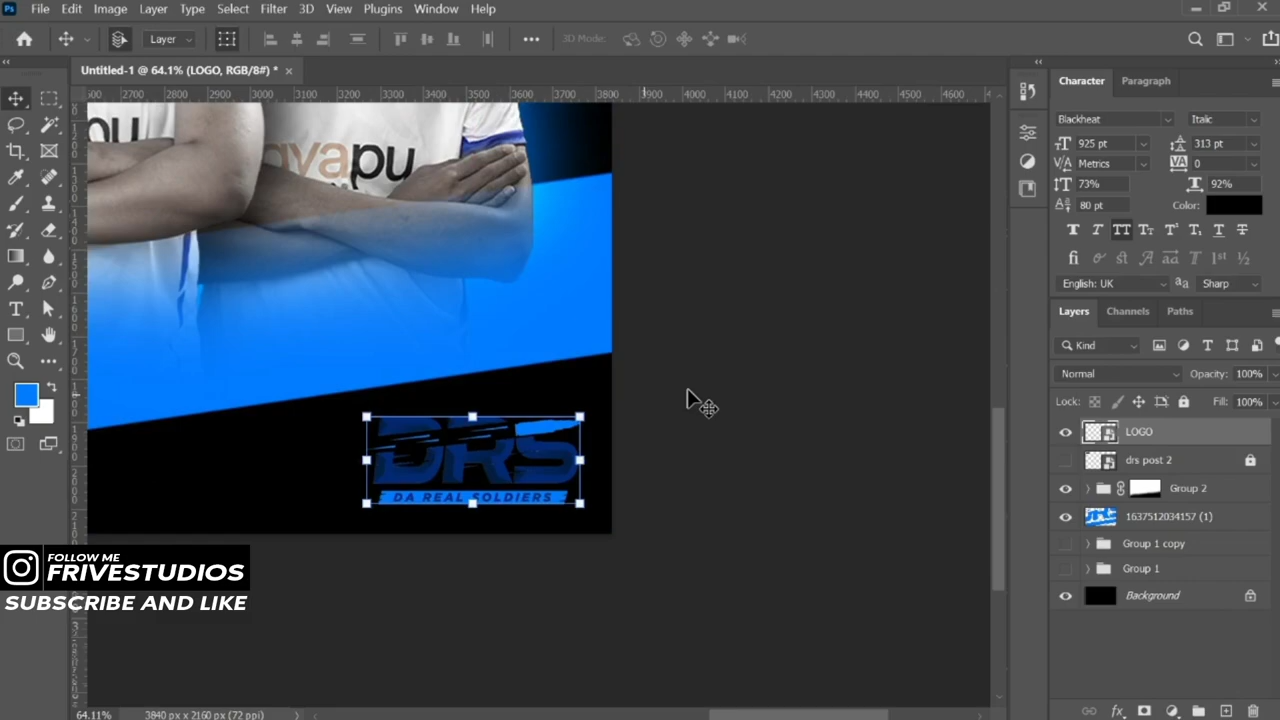 Ps File Edit Image Layer Type Select Filter 3D View Plugins Window Help
Layer
3D Mode:
Untitled-1 @ 64.1% (LOGO, RGB/8#) * ×
2700 2800 2900 3000 3100 3200 3300 3400 3500 3600 3700 3800 3900 4000 4100 4200 4300 4400 4500 4600
Character Paragraph
Blackheat Italic
925 pt 313 pt
Metrics 0
73% 92%
80 pt Color:
English: UK Sharp
Layers Channels Paths
Kind
Normal Opacity: 100%
Lock: Fill: 100%
LOGO
drs post 2
Group 2
1637512034157 (1)
Group 1 copy
Group 1
Background
pu
gyapu
DRS
DA REAL SOLDIERS
FOLLOW ME
FRIVESTUDIOS
SUBSCRIBE AND LIKE
64.11% 3840 px x 2160 px (72 ppi)